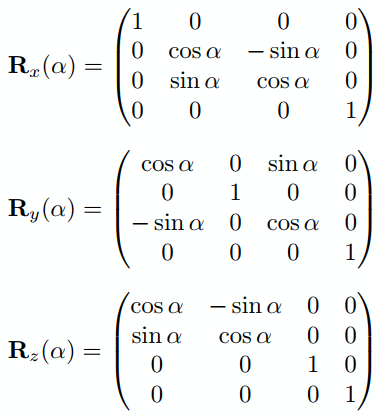 1 0 0 0
0 cos α − sin α 0
R_x(α) =
0 sin α cos α 0
0 0 0 1
cos α 0 sin α 0
0 1 0 0
R_y(α) =
− sin α 0 cos α 0
0 0 0 1
cos α − sin α 0 0
sin α cos α 0 0
R_z(α) =
0 0 1 0
0 0 0 1